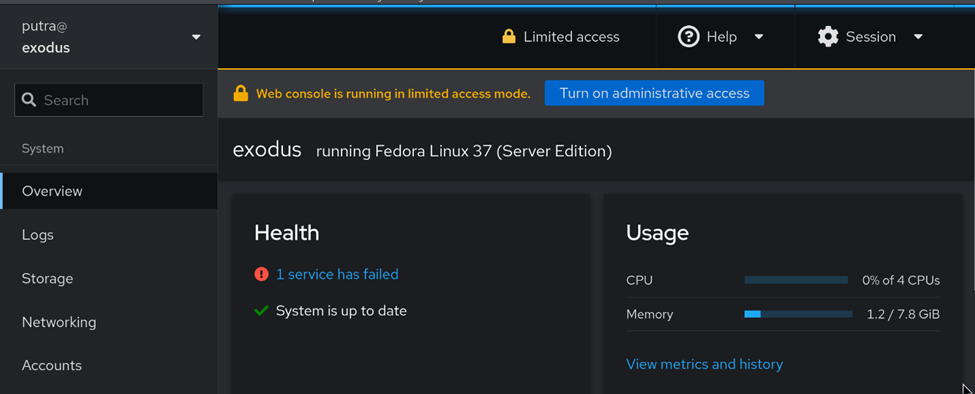 putra@
exodus
Limited access
Help
Session
Search
Web console is running in limited access mode.
Turn on administrative access
System
exodus running Fedora Linux 37 (Server Edition)
Overview
Logs
Storage
Networking
Accounts
Health
1 service has failed
System is up to date
Usage
CPU 0% of 4 CPUs
Memory 1.2 / 7.8 GiB
View metrics and history